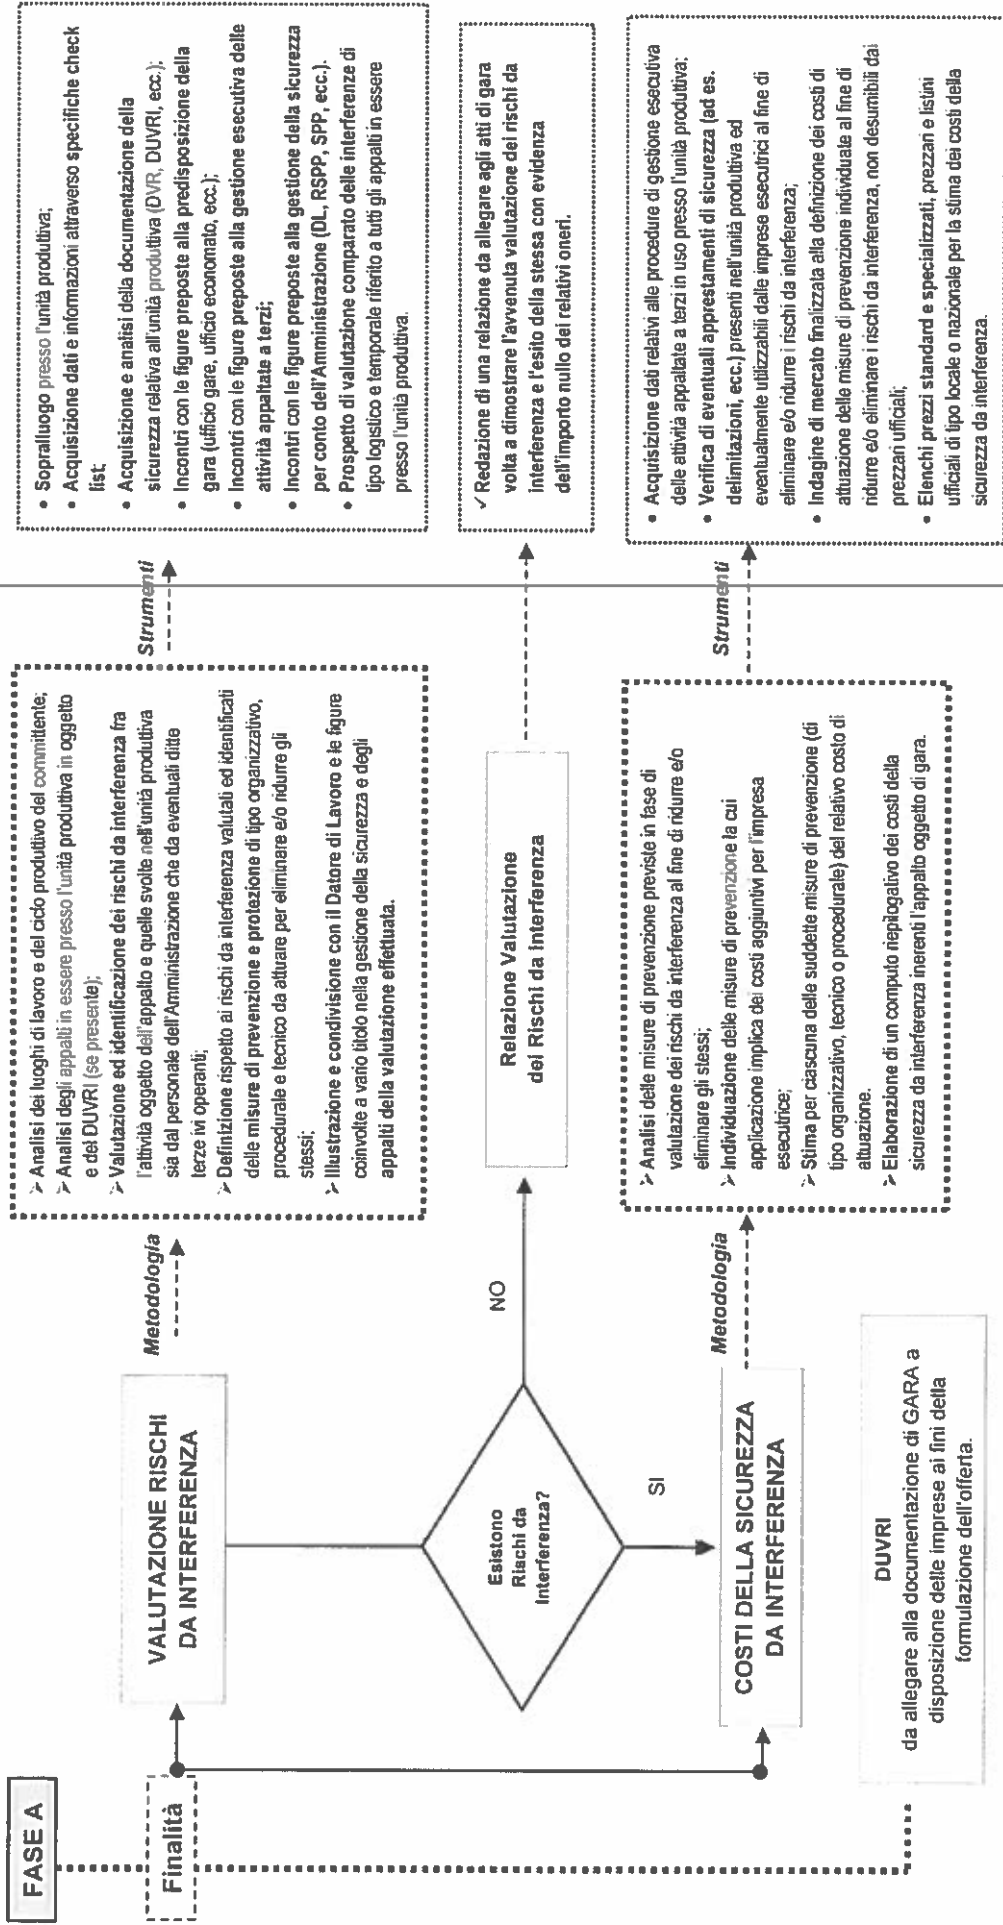 FASE A
Finalità
VALUTAZIONE RISCHI
DA INTERFERENZA
Metodologia
➢ Analisi dei luoghi di lavoro e del ciclo produttivo del committente;
➢ Analisi degli appalti in essere presso l'unità produttiva in oggetto
e del DUVRI (se presente);
➢ Valutazione ed identificazione dei rischi da interferenza fra
l'attività oggetto dell'appalto e quelle svolte nell'unità produttiva
sia dal personale dell'Amministrazione che da eventuali ditte
terze ivi operanti;
➢ Definizione rispetto ai rischi da interferenza valutati ed identificati
delle misure di prevenzione e protezione di tipo organizzativo,
procedurale e tecnico da attuare per eliminare e/o ridurre gli
stessi;
➢ Illustrazione e condivisione con il Datore di Lavoro e le figure
coinvolte a vario titolo nella gestione della sicurezza e degli
appalti della valutazione effettuata.
Strumenti
• Sopralluogo presso l'unità produttiva;
• Acquisizione dati e informazioni attraverso specifiche check
list;
• Acquisizione e analisi della documentazione della
sicurezza relativa all'unità produttiva (DVR, DUVRI, ecc.);
• Incontri con le figure preposte alla predisposizione della
gara (ufficio gare, ufficio economato, ecc.);
• Incontri con le figure preposte alla gestione esecutiva delle
attività appaltate a terzi;
• Incontri con le figure preposte alla gestione della sicurezza
per conto dell'Amministrazione (DL, RSPP, SPP, ecc.).
• Prospetto di valutazione comparato delle interferenze di
tipo logistico e temporale riferito a tutti gli appalti in essere
presso l'unità produttiva.
Esistono
Rischi da
Interferenza?
NO
Relazione Valutazione
dei Rischi da Interferenza
✓ Redazione di una relazione da allegare agli atti di gara
volta a dimostrare l'avvenuta valutazione dei rischi da
interferenza e l'esito della stessa con evidenza
dell'importo nullo dei relativi oneri.
SI
COSTI DELLA SICUREZZA
DA INTERFERENZA
Metodologia
➢ Analisi delle misure di prevenzione previste in fase di
valutazione dei rischi da interferenza al fine di ridurre e/o
eliminare gli stessi;
➢ Individuazione delle misure di prevenzione la cui
applicazione implica dei costi aggiuntivi per l'impresa
esecutrice;
➢ Stima per ciascuna delle suddette misure di prevenzione (di
tipo organizzativo, tecnico o procedurale) del relativo costo di
attuazione.
➢ Elaborazione di un computo riepilogativo dei costi della
sicurezza da interferenza inerenti l'appalto oggetto di gara.
Strumenti
• Acquisizione dati relativi alle procedure di gestione esecutiva
delle attività appaltate a terzi in uso presso l'unità produttiva;
• Verifica di eventuali apprestamenti di sicurezza (ad es.
delimitazioni, ecc.) presenti nell'unità produttiva ed
eventualmente utilizzabili dalle imprese esecutrici al fine di
eliminare e/o ridurre i rischi da interferenza;
• Indagine di mercato finalizzata alla definizione dei costi di
attuazione delle misure di prevenzione individuate al fine di
ridurre e/o eliminare i rischi da interferenza, non desumibili dai
prezzari ufficiali;
• Elenchi prezzi standard e specializzati, prezzari e listini
ufficiali di tipo locale o nazionale per la stima dei costi della
sicurezza da interferenza.
DUVRI
da allegare alla documentazione di GARA a
disposizione delle imprese ai fini della
formulazione dell'offerta.